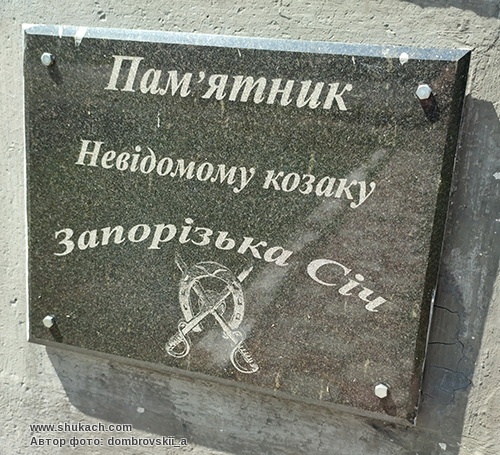 Пам’ятник
Невідомому козаку
Запорізька Січ
www.shukach.com
Автор фото: dombrovskii_a